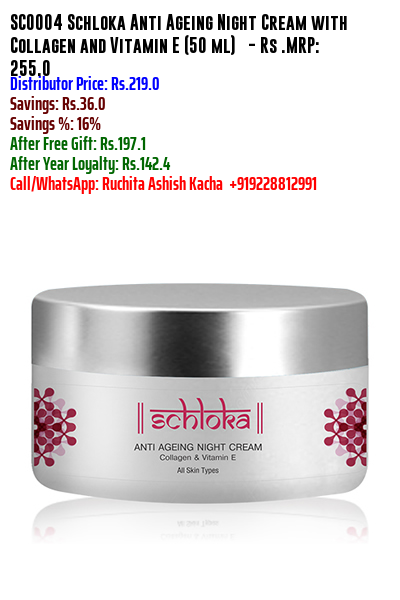 SC0004 Schloka Anti Ageing Night Cream with
Collagen and Vitamin E (50 ml)   - Rs .MRP:
255.0
Distributor Price: Rs.219.0
Savings: Rs.36.0
Savings %: 16%
After Free Gift: Rs.197.1
After Year Loyalty: Rs.142.4
Call/WhatsApp: Ruchita Ashish Kacha  +919228812991
schloka
ANTI AGEING NIGHT CREAM
Collagen & Vitamin E
All Skin Types